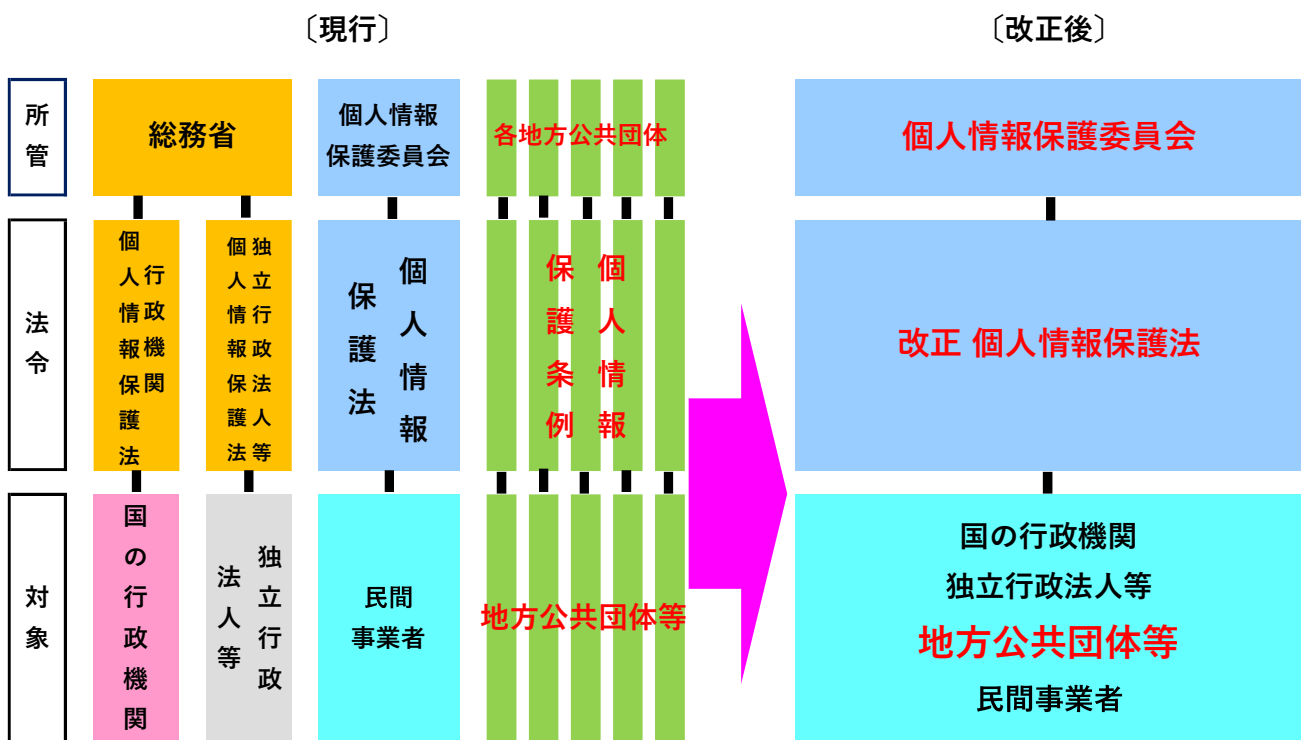 〔現行〕
〔改正後〕
所管
総務省
個人情報
保護委員会
各地方公共団体
個人情報保護委員会
法令
行政機関
個人情報保護法
独立行政法人等
個人情報保護法
個人情報
保護法
個人情報
保護条例
改正 個人情報保護法
対象
国の行政機関
独立行政
法人等
民間
事業者
地方公共団体等
国の行政機関
独立行政法人等
地方公共団体等
民間事業者